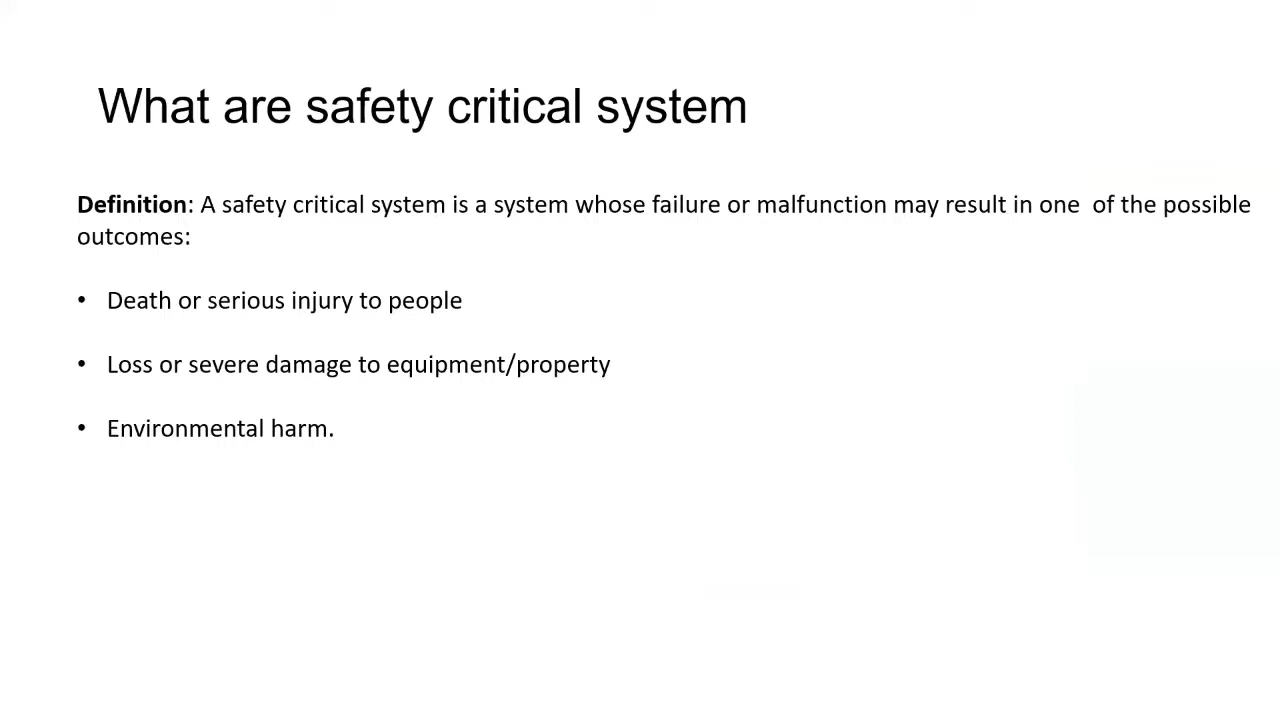 What are safety critical system
Definition: A safety critical system is a system whose failure or malfunction may result in one  of the possible
outcomes:
• Death or serious injury to people
• Loss or severe damage to equipment/property
• Environmental harm.